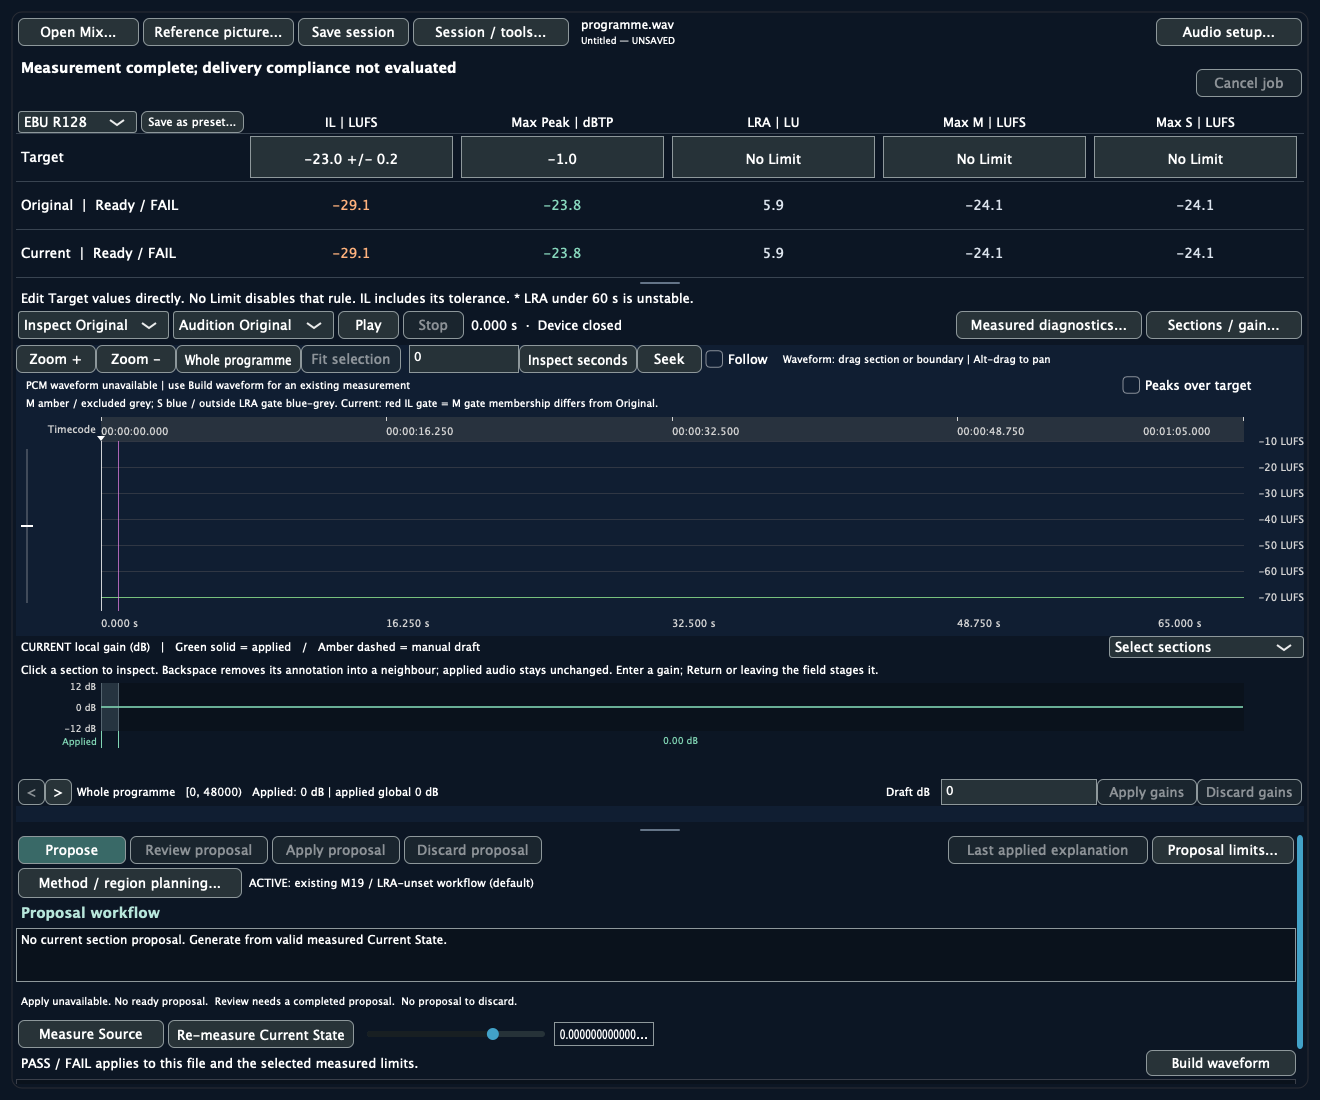 Open Mix... Reference picture... Save session Session / tools... programme.wav Audio setup...
Untitled — UNSAVED
Measurement complete; delivery compliance not evaluated
Cancel job
EBU R128 Save as preset... IL | LUFS Max Peak | dBTP LRA | LU Max M | LUFS Max S | LUFS
Target -23.0 +/- 0.2 -1.0 No Limit No Limit No Limit
Original | Ready / FAIL -29.1 -23.8 5.9 -24.1 -24.1
Current | Ready / FAIL -29.1 -23.8 5.9 -24.1 -24.1
Edit Target values directly. No Limit disables that rule. IL includes its tolerance. * LRA under 60 s is unstable.
Inspect Original Audition Original Play Stop 0.000 s · Device closed Measured diagnostics... Sections / gain...
Zoom + Zoom – Whole programme Fit selection 0 Inspect seconds Seek Follow Waveform: drag section or boundary | Alt-drag to pan
PCM waveform unavailable | use Build waveform for an existing measurement Peaks over target
M amber / excluded grey; S blue / outside LRA gate blue-grey. Current: red IL gate = M gate membership differs from Original.
Timecode 00:00:00.000 00:00:16.250 00:00:32.500 00:00:48.750 00:01:05.000
-10 LUFS
-20 LUFS
-30 LUFS
-40 LUFS
-50 LUFS
-60 LUFS
-70 LUFS
0.000 s 16.250 s 32.500 s 48.750 s 65.000 s
CURRENT local gain (dB) | Green solid = applied / Amber dashed = manual draft Select sections
Click a section to inspect. Backspace removes its annotation into a neighbour; applied audio stays unchanged. Enter a gain; Return or leaving the field stages it.
12 dB
0 dB
-12 dB
Applied 0.00 dB
< > Whole programme [0, 48000) Applied: 0 dB | applied global 0 dB Draft dB 0 Apply gains Discard gains
Propose Review proposal Apply proposal Discard proposal Last applied explanation Proposal limits...
Method / region planning... ACTIVE: existing M19 / LRA-unset workflow (default)
Proposal workflow
No current section proposal. Generate from valid measured Current State.
Apply unavailable. No ready proposal. Review needs a completed proposal. No proposal to discard.
Measure Source Re-measure Current State 0.000000000000...
PASS / FAIL applies to this file and the selected measured limits. Build waveform